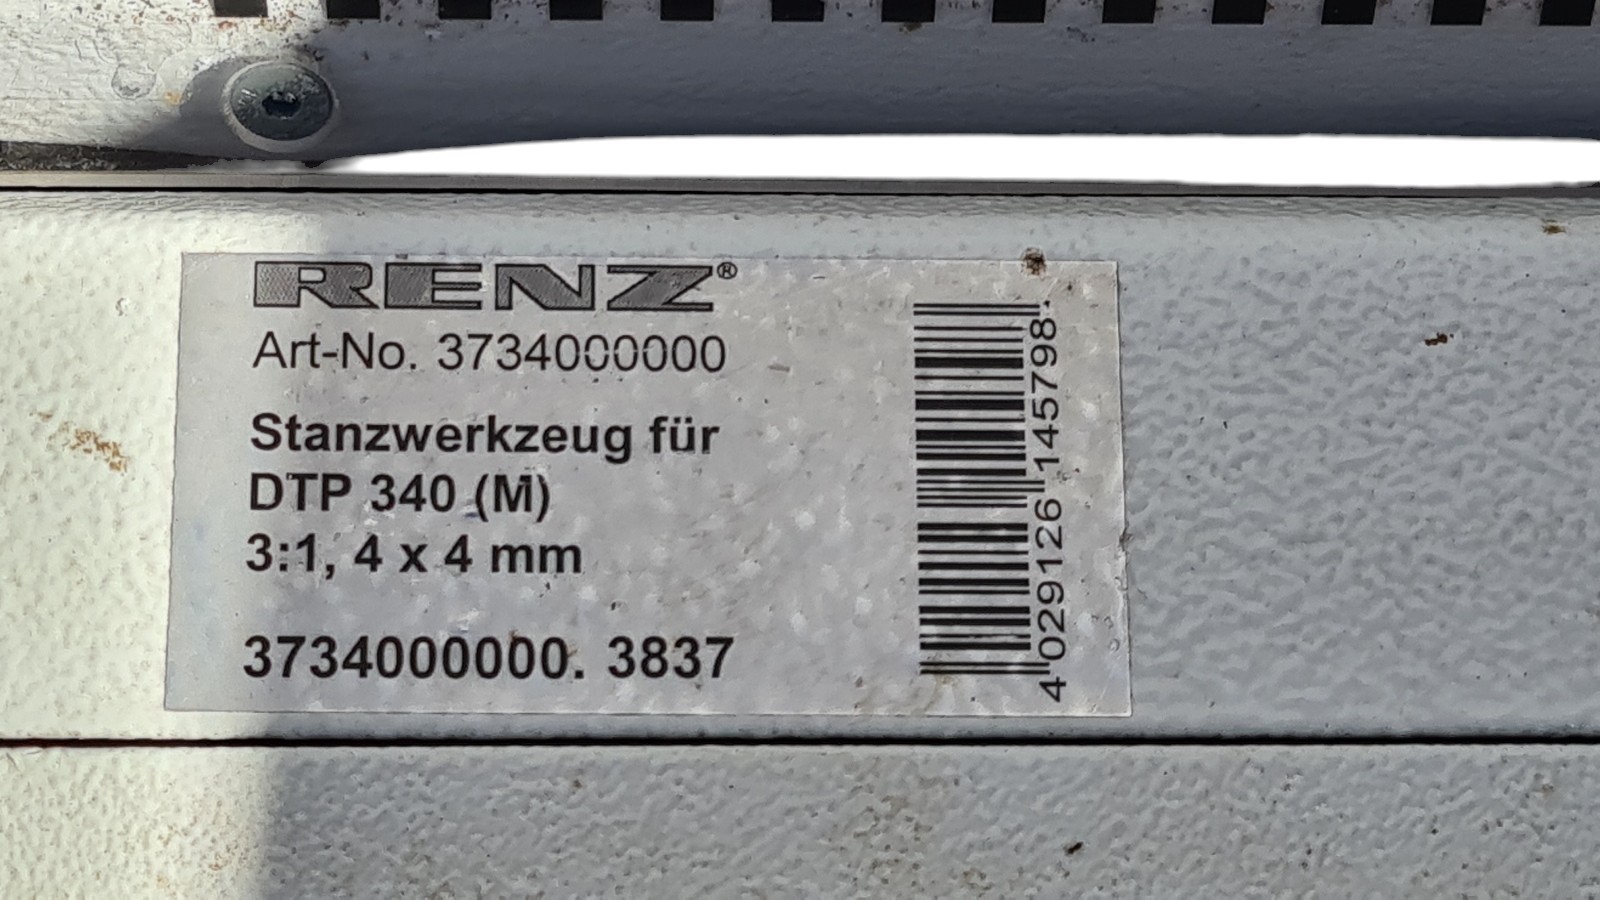 RENZ®
Art-No. 3734000000
Stanzwerkzeug für
DTP 340 (M)
3:1, 4 x 4 mm
3734000000. 3837
4 029126 145798